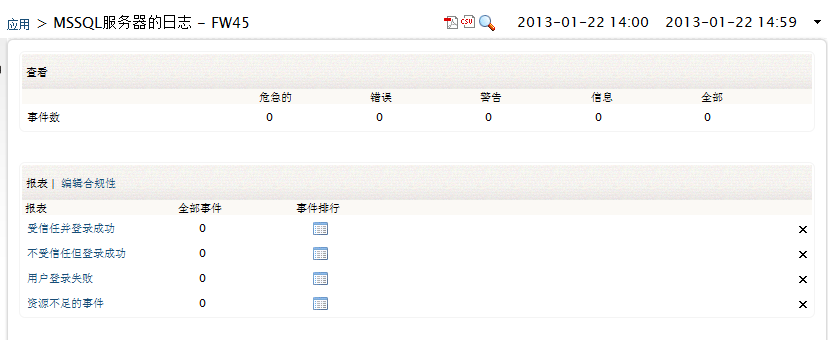 应用 > MSSQL服务器的日志 - FW45 CSV 2013-01-22 14:00 2013-01-22 14:59
查看
危急的 错误 警告 信息 全部
事件数 0 0 0 0 0
报表 | 编辑合规性
报表 全部事件 事件排行
受信任并登录成功 0
不受信任但登录成功 0
用户登录失败 0
资源不足的事件 0